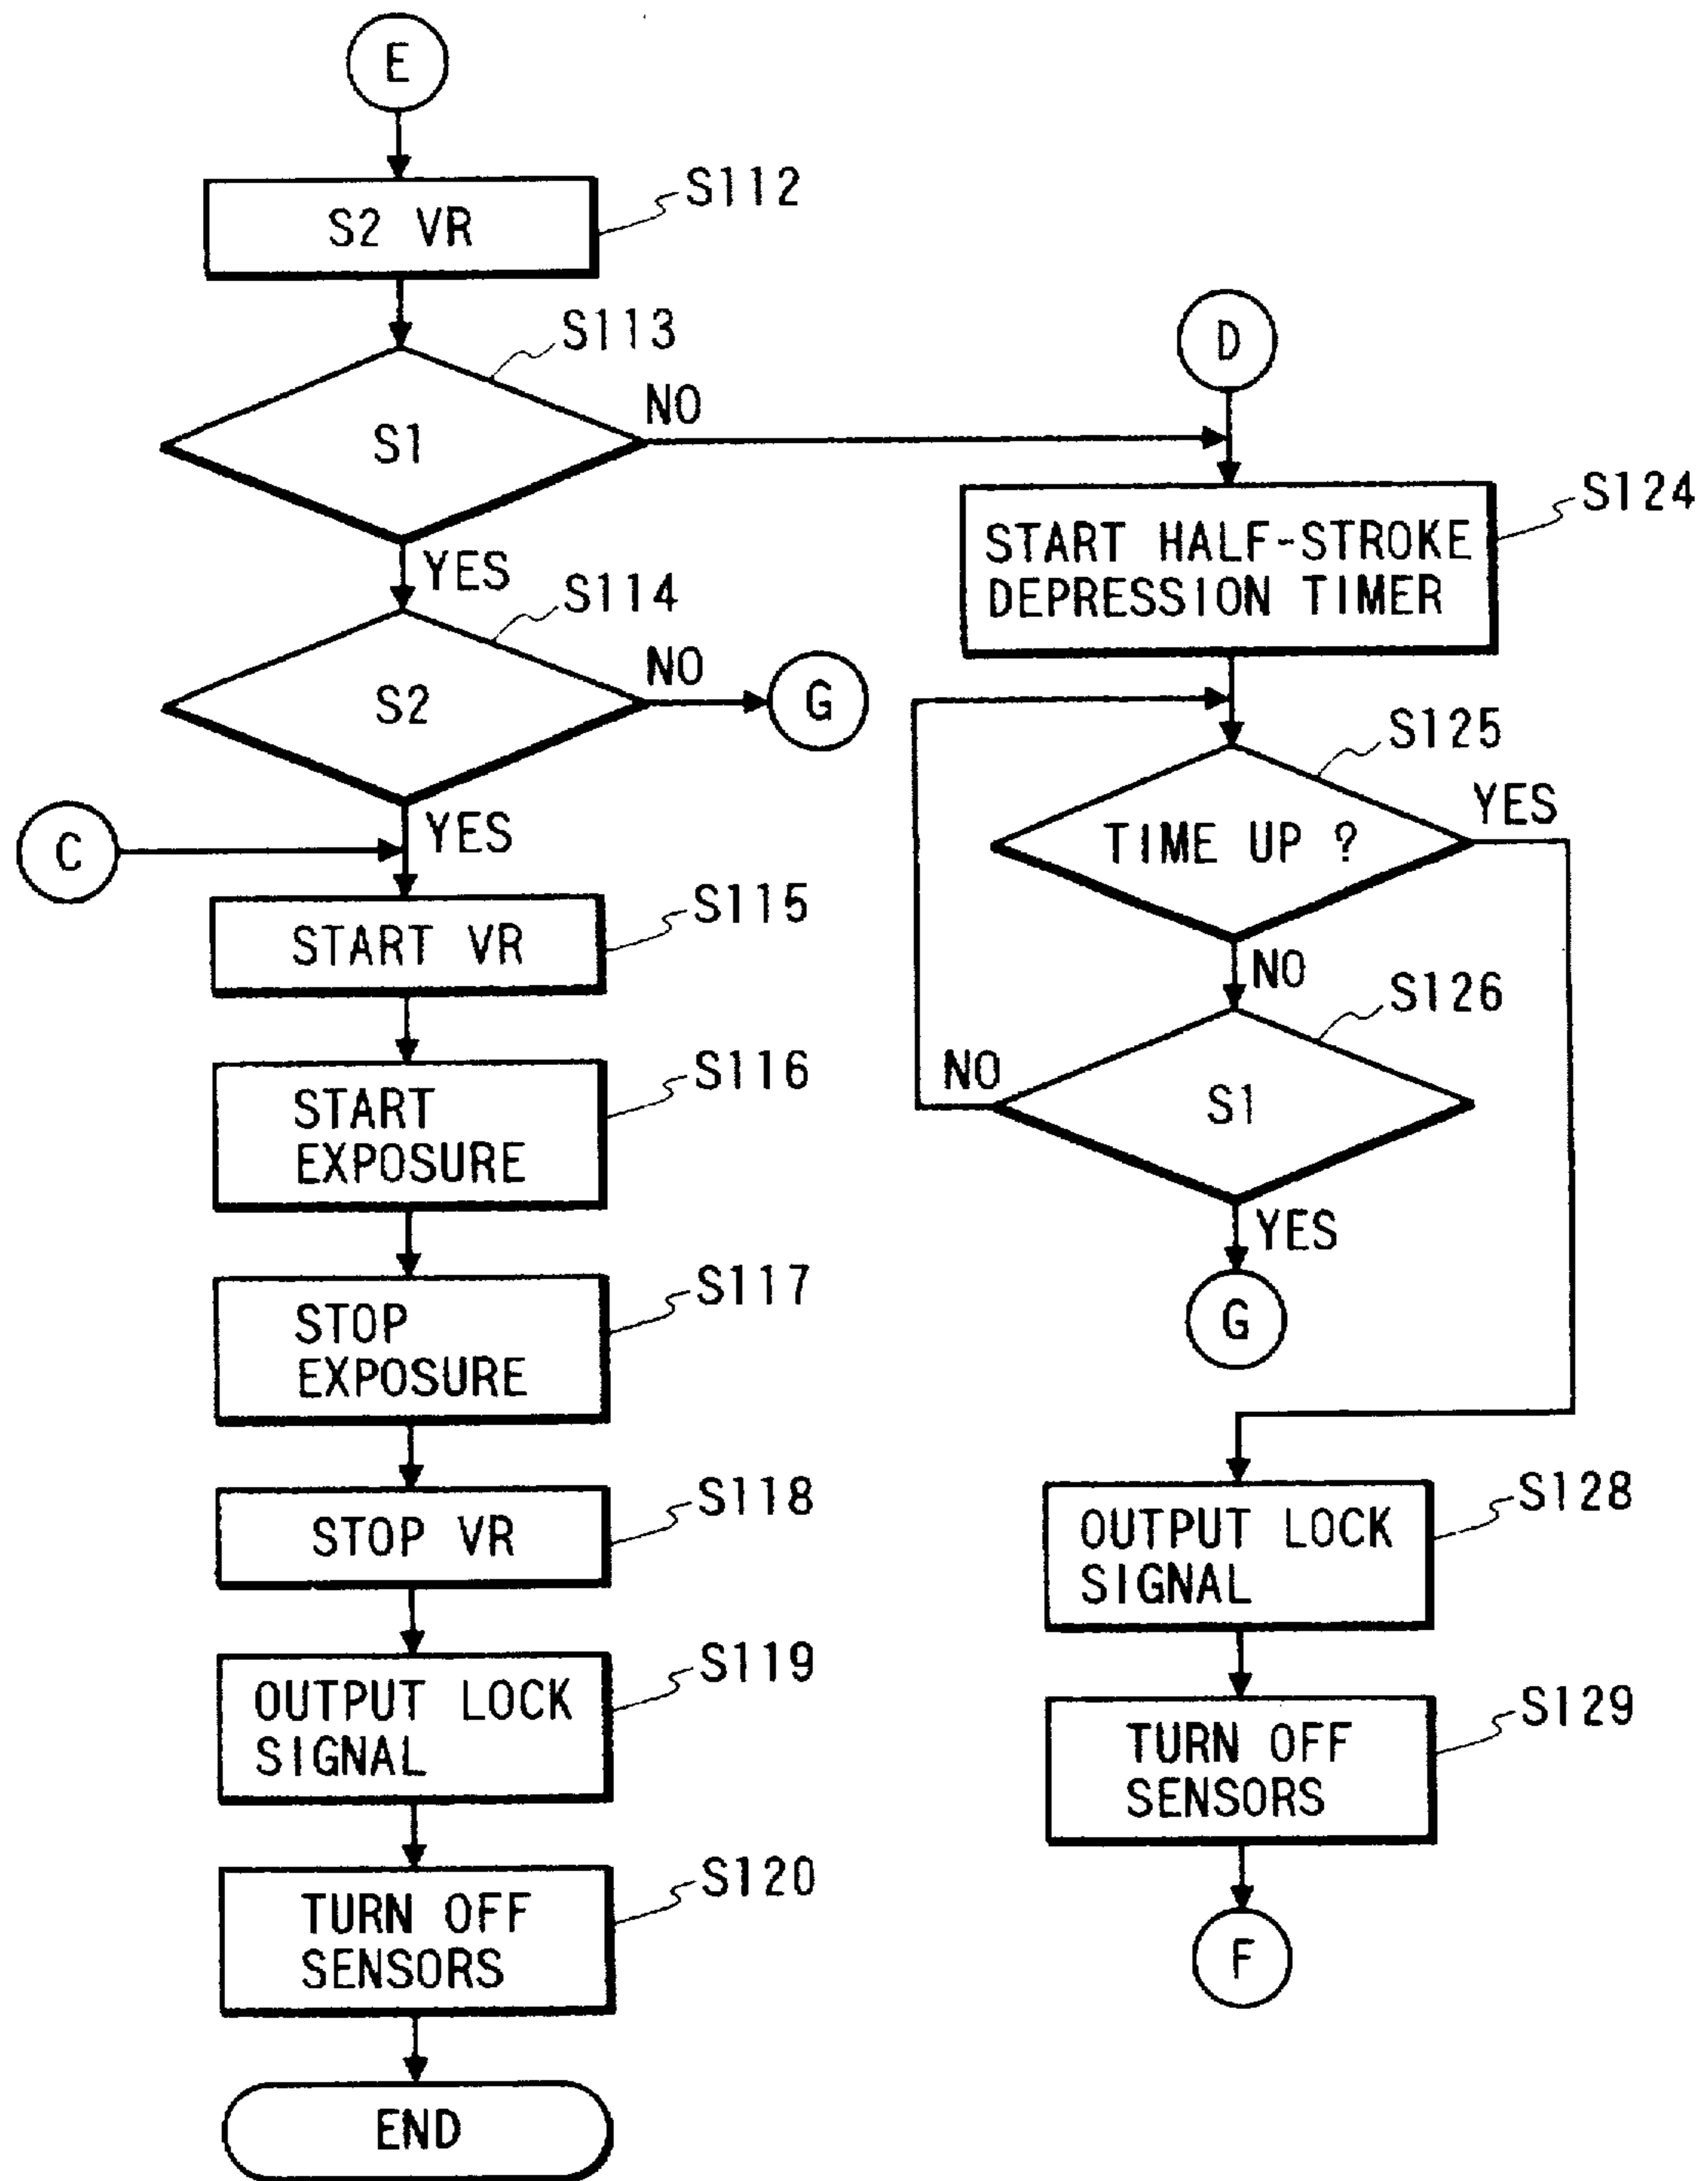 E
S112
S2 VR
S113
S1
NO
YES
S114
S2
NO
G
YES
C
S115
START VR
S116
START
EXPOSURE
S117
STOP
EXPOSURE
S118
STOP VR
S119
OUTPUT LOCK
SIGNAL
S120
TURN OFF
SENSORS
END
D
S124
START HALF-STROKE
DEPRESSION TIMER
S125
TIME UP ?
YES
NO
S126
S1
NO
YES
G
S128
OUTPUT LOCK
SIGNAL
S129
TURN OFF
SENSORS
F